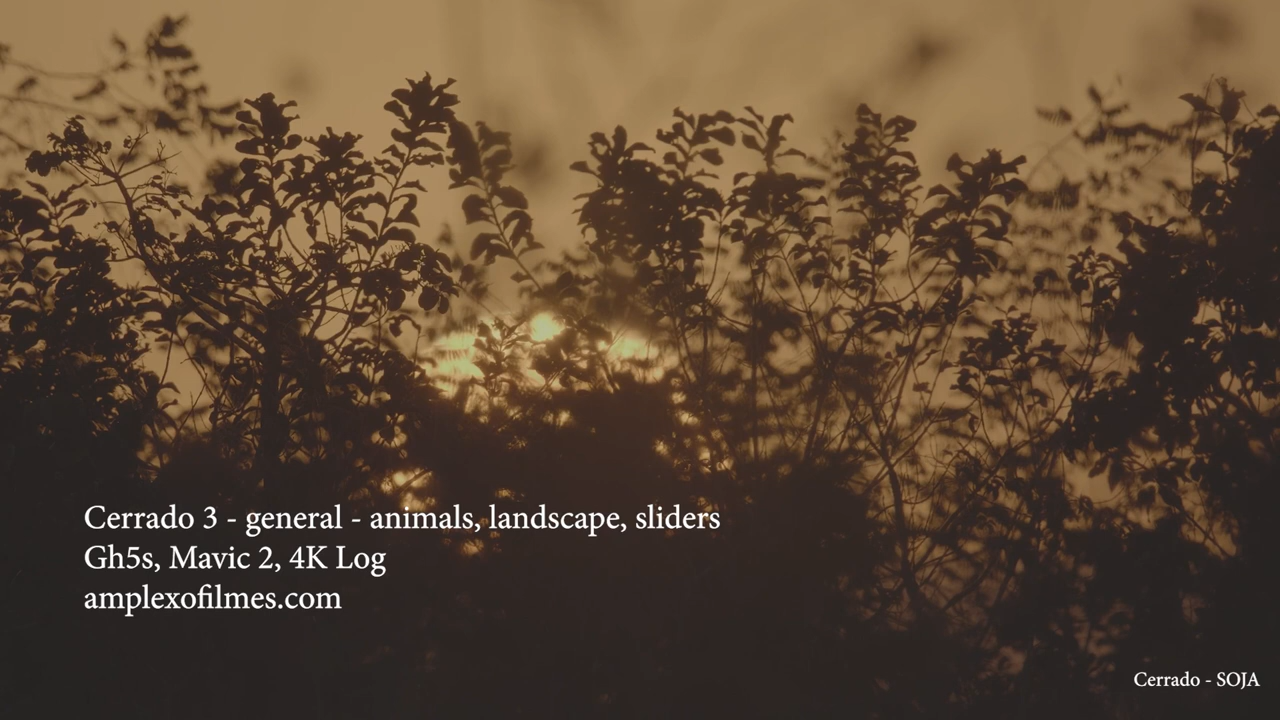 Cerrado 3 - general - animals, landscape, sliders
Gh5s, Mavic 2, 4K Log
amplexofilmes.com
Cerrado - SOJA